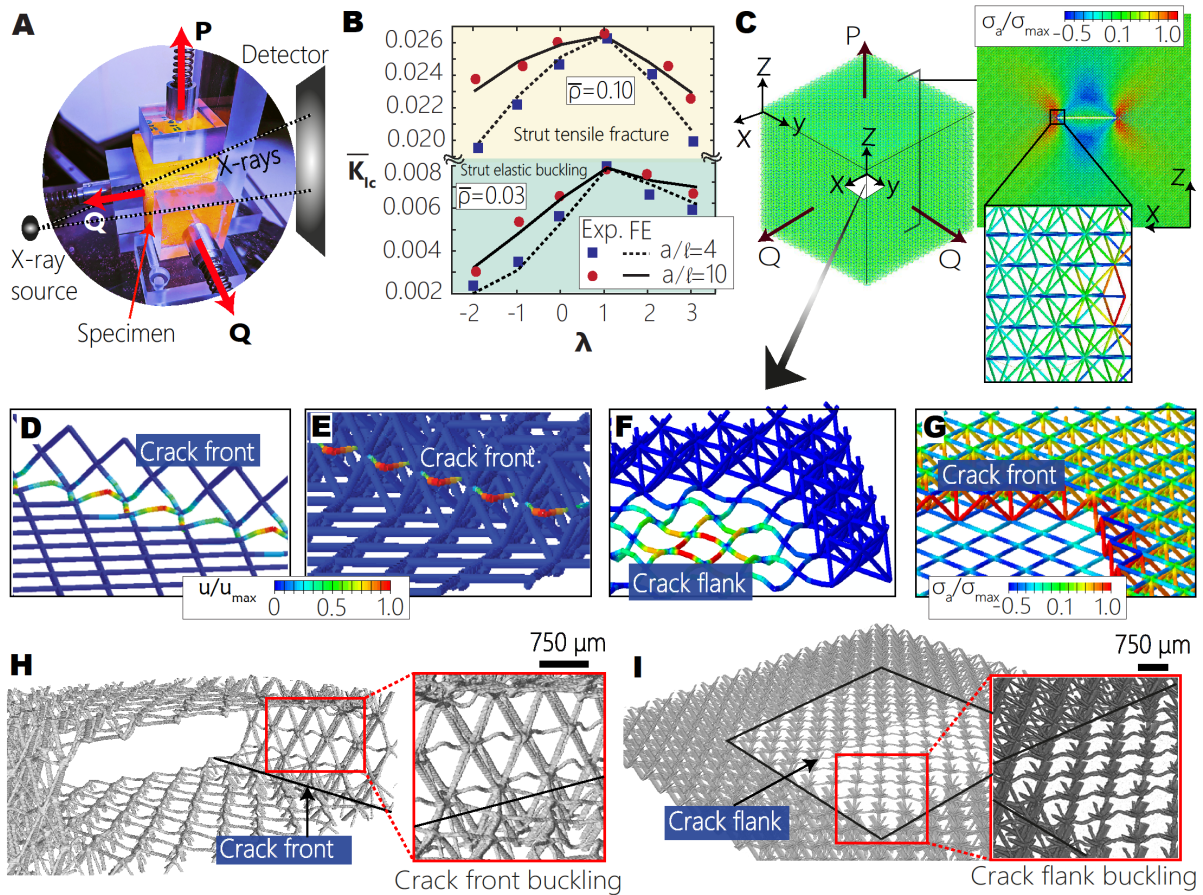 A
P
Detector
X-rays
Q
X-ray
source
Specimen
Q
B
0.026
0.024
0.022
0.020
K̅Ic
0.008
0.006
0.004
0.002
ρ̅=0.10
Strut tensile fracture
Strut elastic buckling
ρ̅=0.03
Exp. FE
a/ℓ=4
a/ℓ=10
-2 -1 0 1 2 3
λ
C
P
Z
X
y
Z
X
y
Q
Q
σa/σmax
-0.5 0.1 1.0
Z
X
D
Crack front
E
Crack front
F
Crack flank
G
Crack front
u/umax
0 0.5 1.0
σa/σmax
-0.5 0.1 1.0
H
750 µm
Crack front
Crack front buckling
I
750 µm
Crack flank
Crack flank buckling